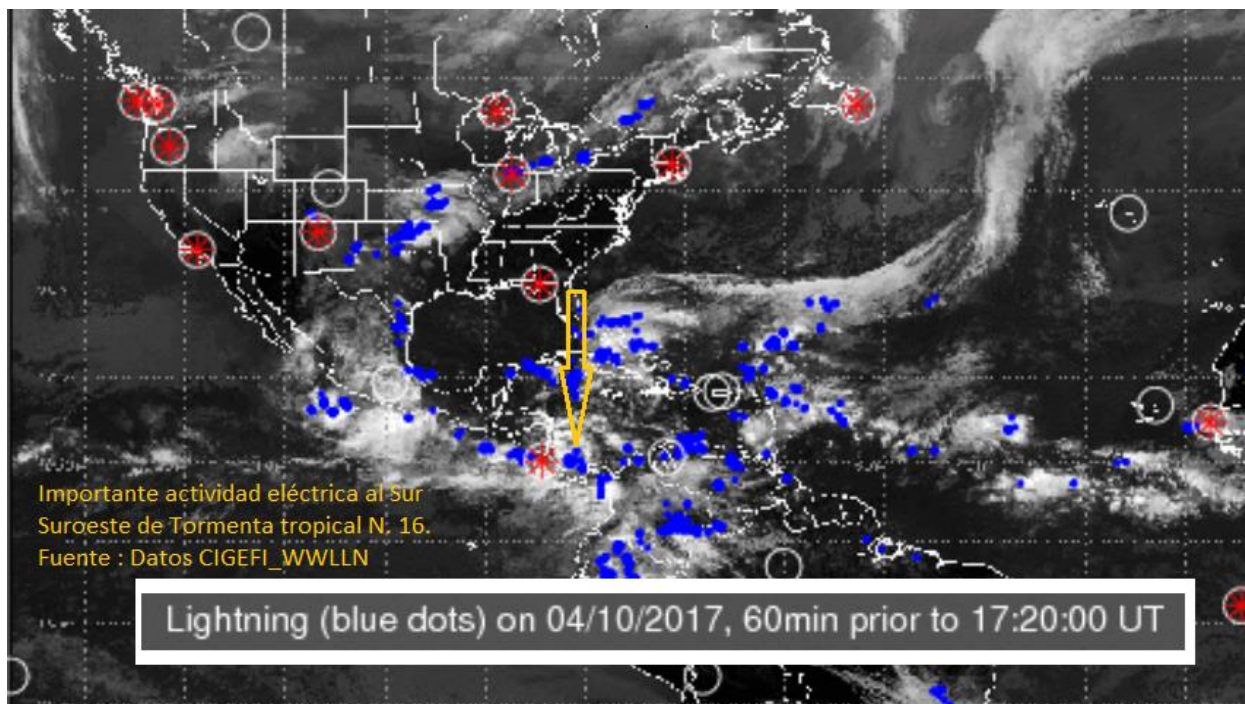 Importante actividad eléctrica al Sur
Suroeste de Tormenta tropical N. 16.
Fuente : Datos CIGEFI_WWLLN
Lightning (blue dots) on 04/10/2017, 60min prior to 17:20:00 UT